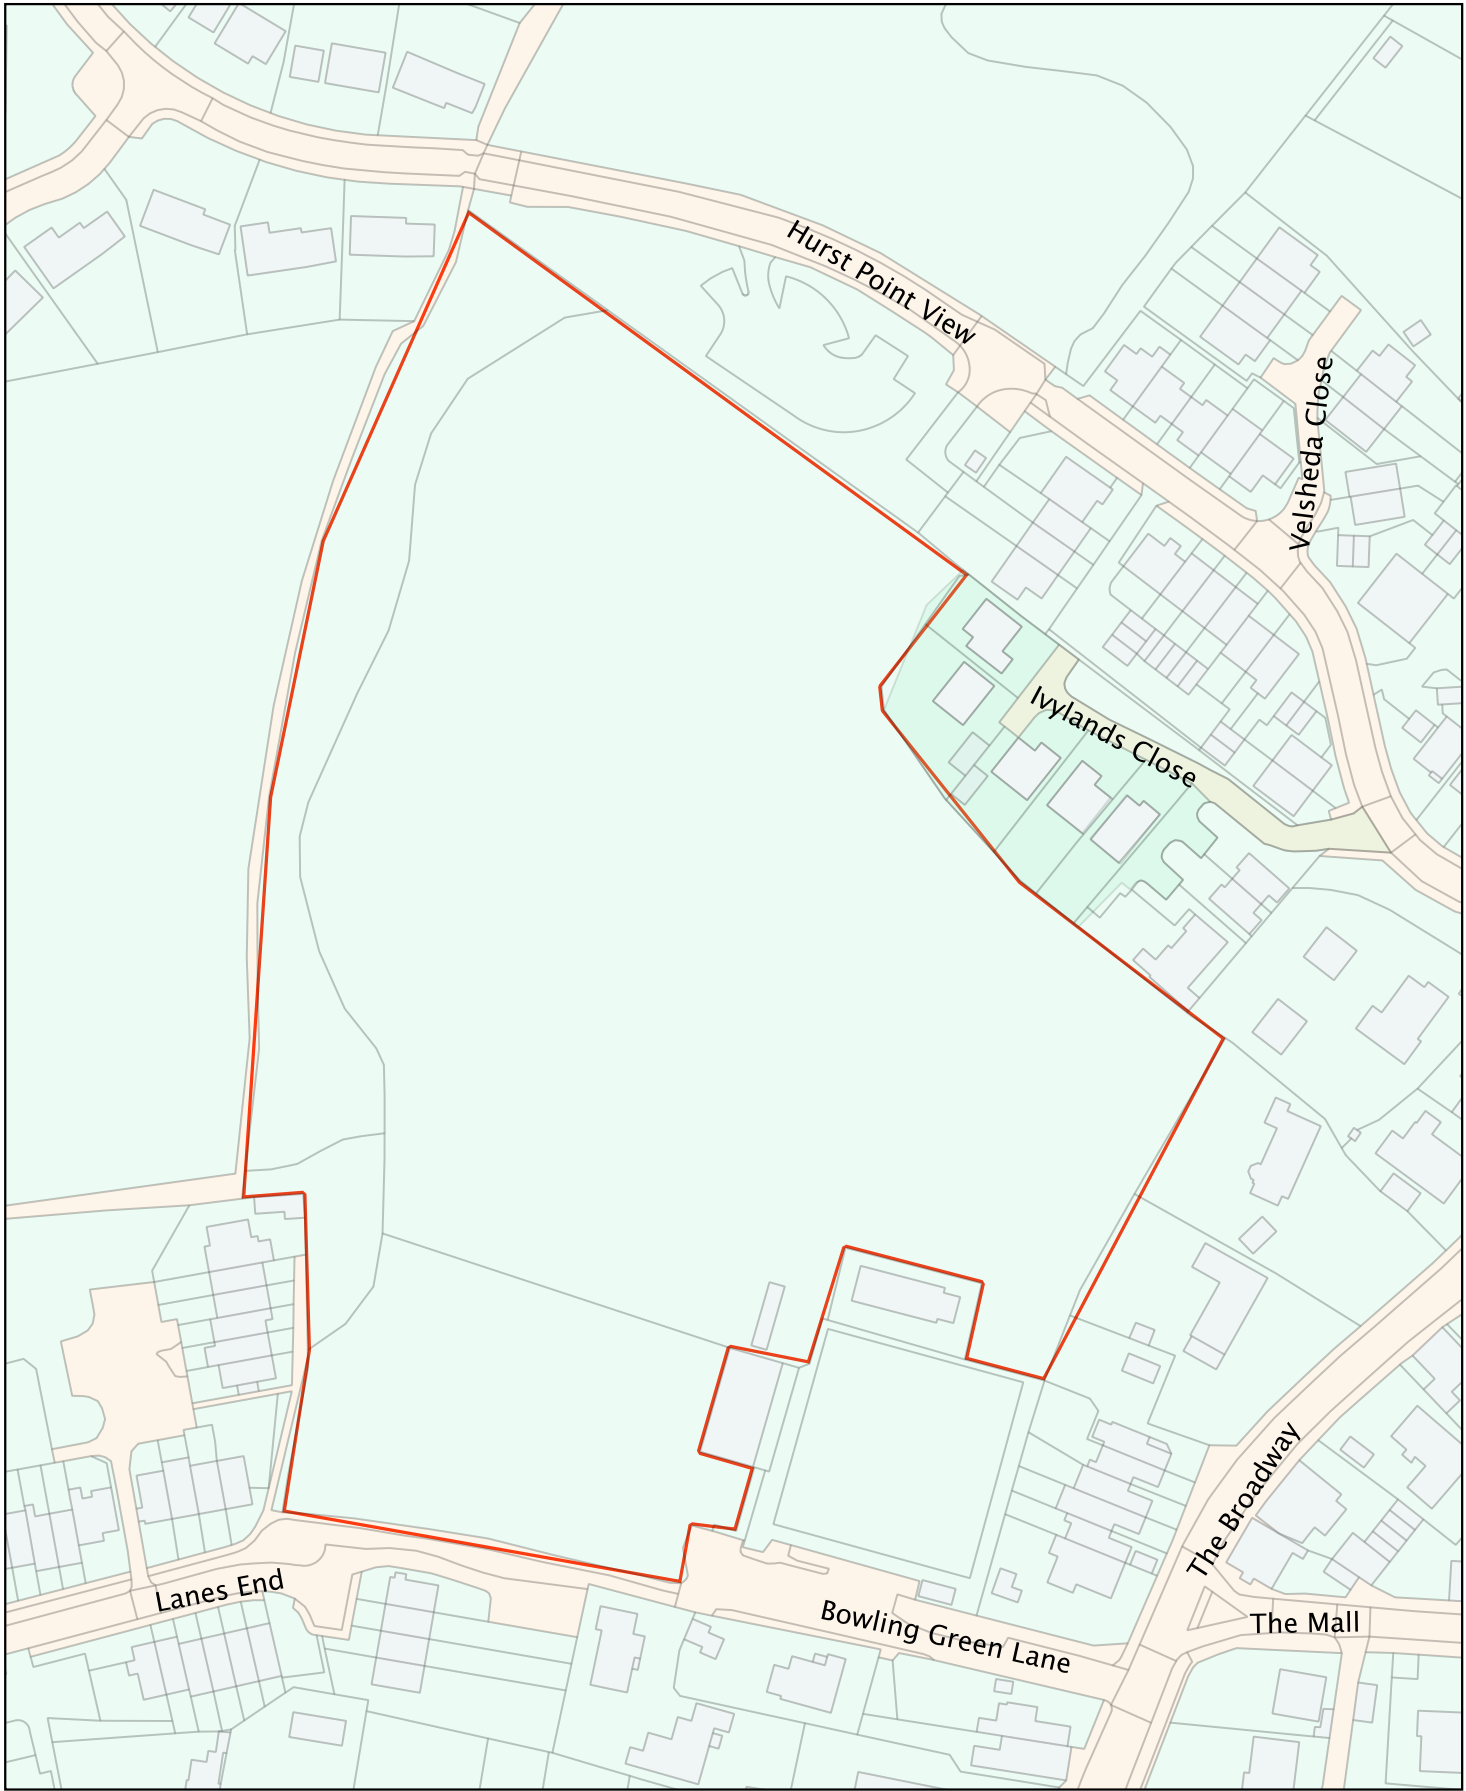 Hurst Point View
Velsheda Close
Ivylands Close
The Broadway
Lanes End
Bowling Green Lane
The Mall